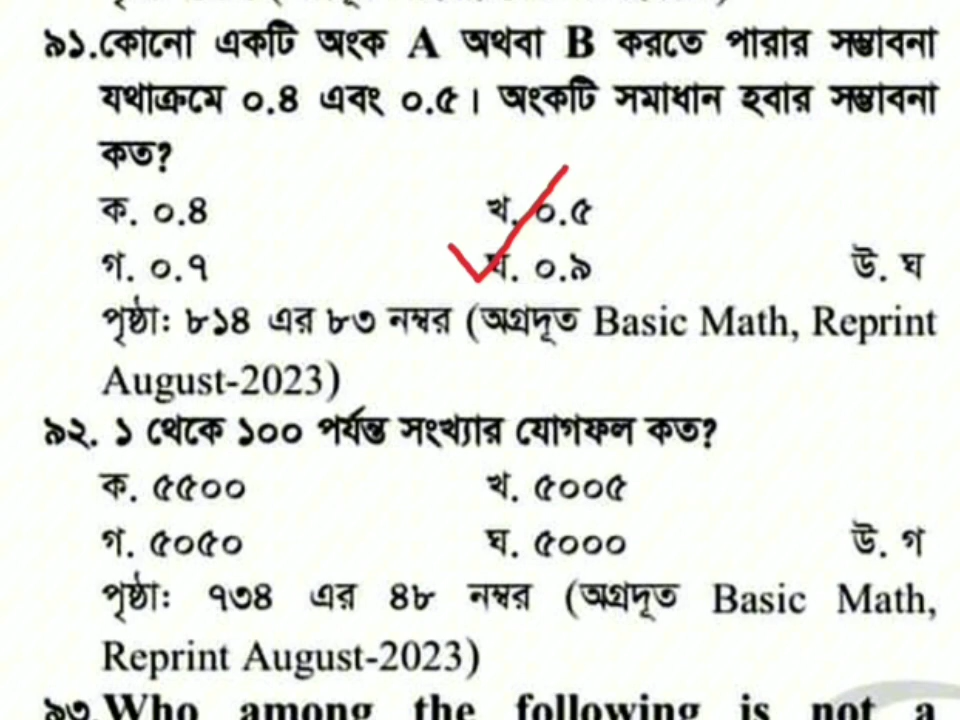 ৯১.কোনো একটি অংক A অথবা B করতে পারার সম্ভাবনা
যথাক্রমে ০.৪ এবং ০.৫। অংকটি সমাধান হবার সম্ভাবনা
কত?
ক. ০.৪ খ. ০.৫
গ. ০.৭ ঘ. ০.৯ উ. ঘ
পৃষ্ঠা: ৮১৪ এর ৮৩ নম্বর (অগ্রদূত Basic Math, Reprint
August-2023)
৯২. ১ থেকে ১০০ পর্যন্ত সংখ্যার যোগফল কত?
ক. ৫৫০০ খ. ৫০০৫
গ. ৫০৫০ ঘ. ৫০০০ উ. গ
পৃষ্ঠা: ৭৩৪ এর ৪৮ নম্বর (অগ্রদূত Basic Math,
Reprint August-2023)
৯৩.Who among the following is not a